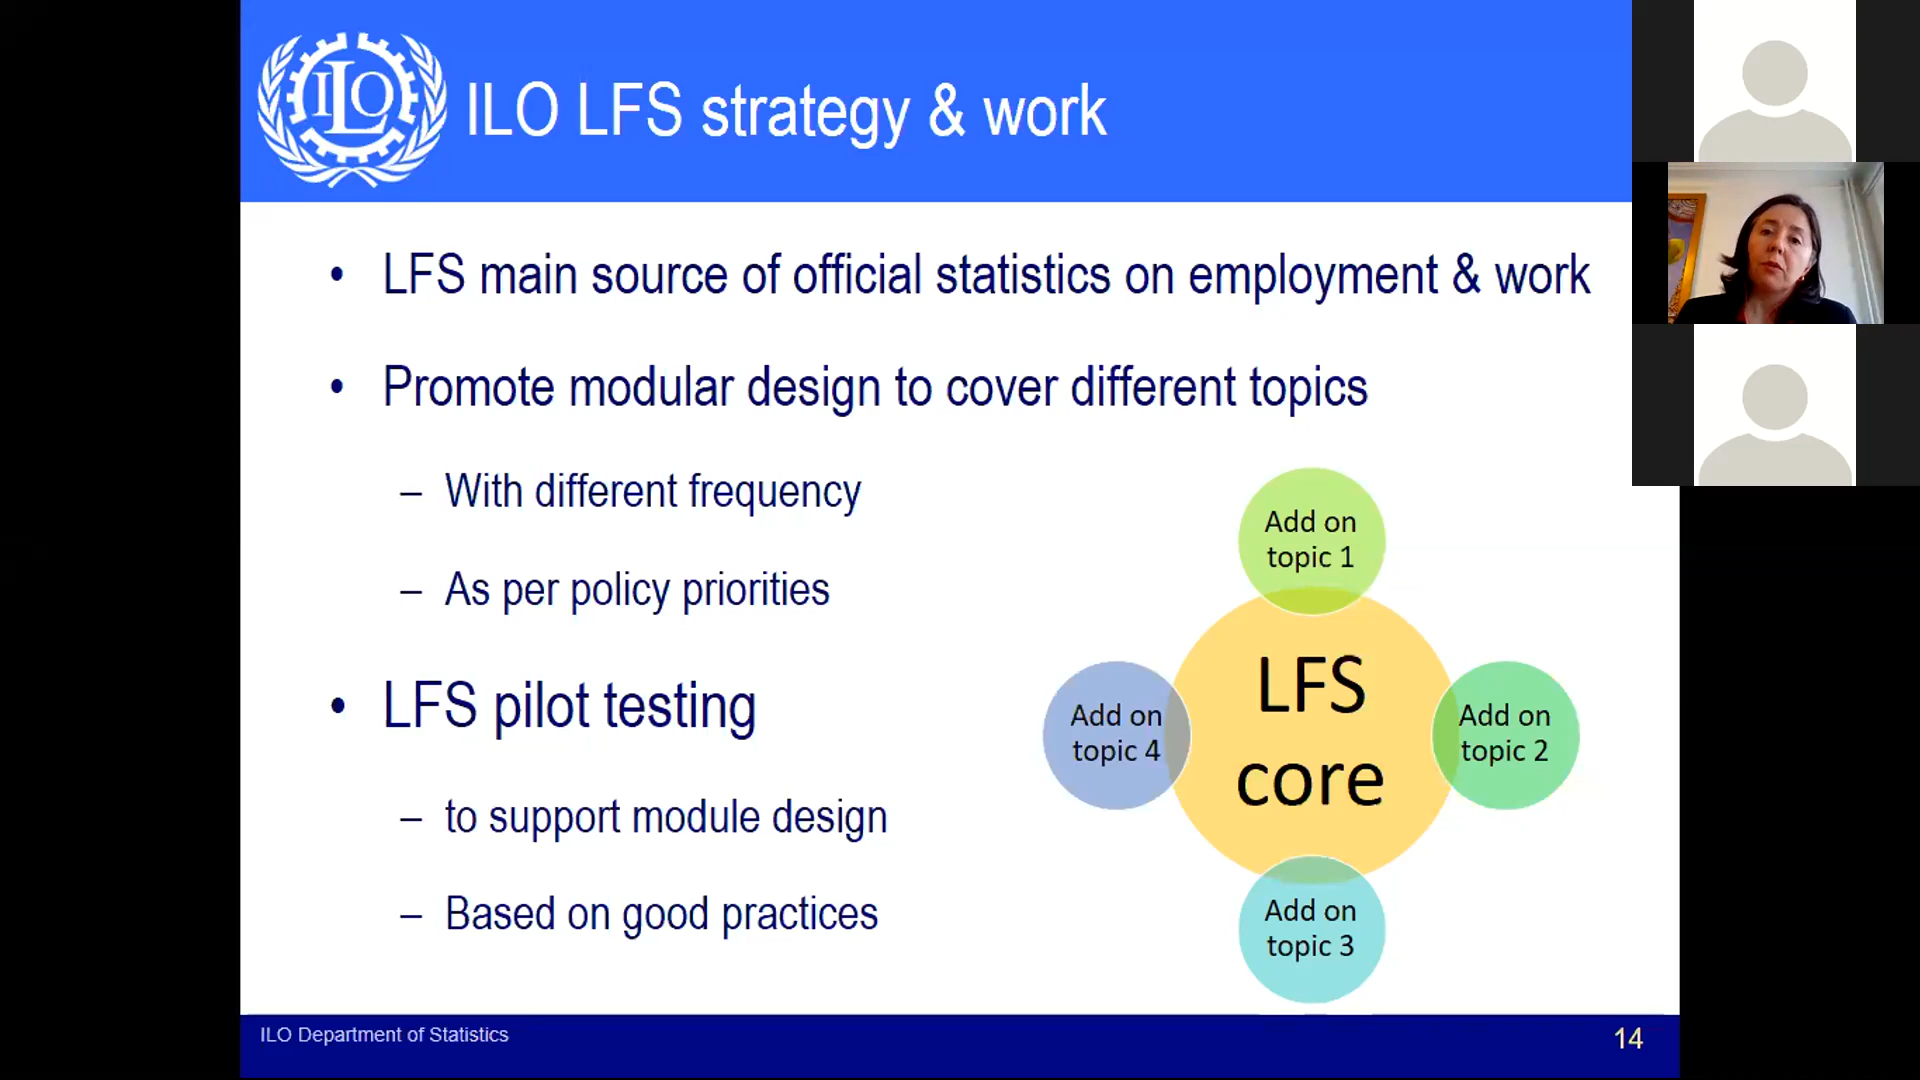 ILO
ILO LFS strategy & work
• LFS main source of official statistics on employment & work
• Promote modular design to cover different topics
– With different frequency
– As per policy priorities
• LFS pilot testing
– to support module design
– Based on good practices
Add on
topic 1
LFS
core
Add on
topic 4
Add on
topic 2
Add on
topic 3
ILO Department of Statistics
14